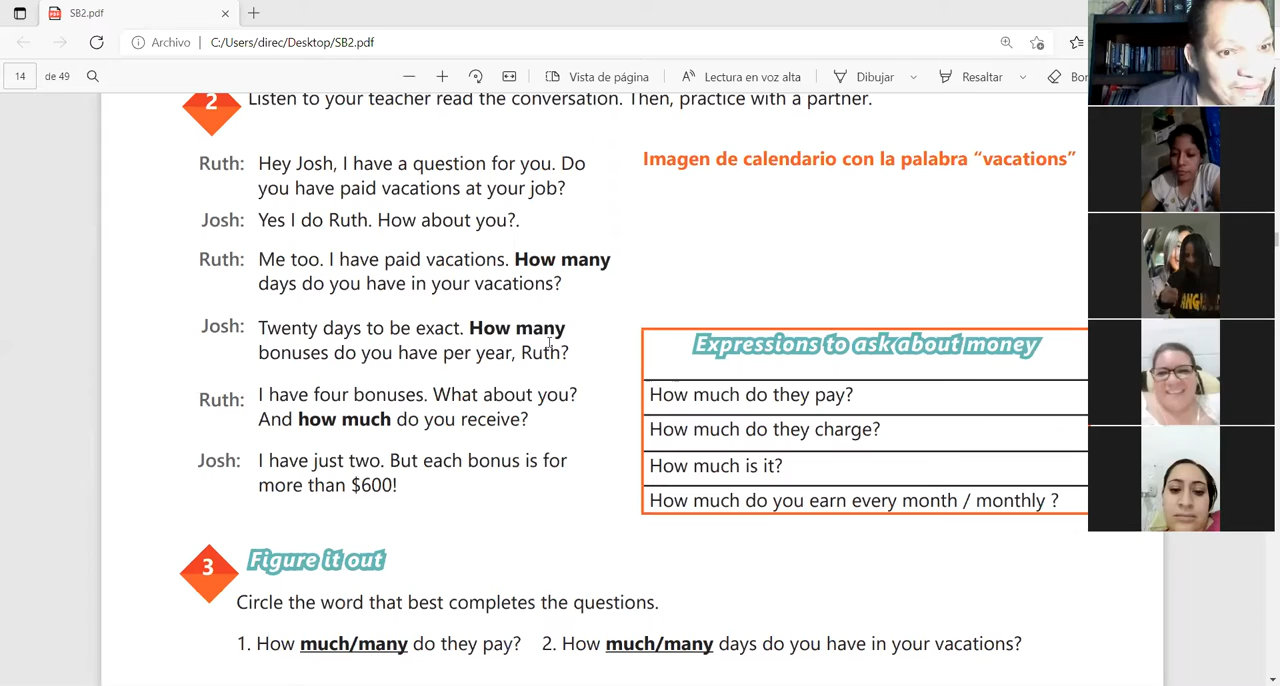 SB2.pdf
Archivo C:/Users/direc/Desktop/SB2.pdf
14 de 49 Vista de página Lectura en voz alta Dibujar Resaltar
2 Listen to your teacher read the conversation. Then, practice with a partner.
Ruth: Hey Josh, I have a question for you. Do
you have paid vacations at your job?
Josh: Yes I do Ruth. How about you?.
Ruth: Me too. I have paid vacations. How many
days do you have in your vacations?
Josh: Twenty days to be exact. How many
bonuses do you have per year, Ruth?
Ruth: I have four bonuses. What about you?
And how much do you receive?
Josh: I have just two. But each bonus is for
more than $600!
Imagen de calendario con la palabra “vacations”
Expressions to ask about money
How much do they pay?
How much do they charge?
How much is it?
How much do you earn every month / monthly ?
3 Figure it out
Circle the word that best completes the questions.
1. How much/many do they pay? 2. How much/many days do you have in your vacations?